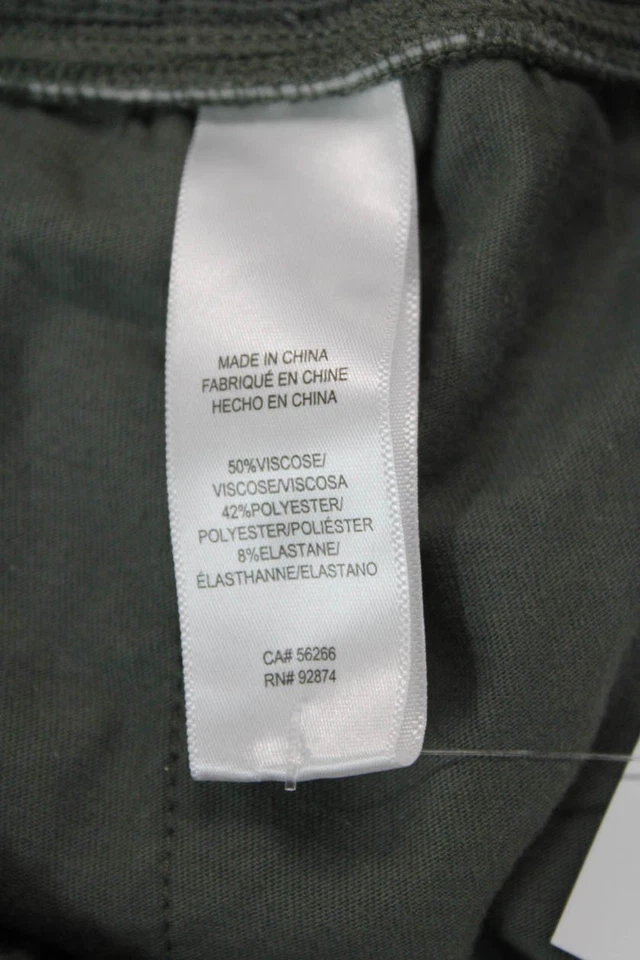 MADE IN CHINA
FABRIQUÉ EN CHINE
HECHO EN CHINA
50%VISCOSE/
VISCOSE/VISCOSA
42%POLYESTER/
POLYESTER/POLIÉSTER
8%ELASTANE/
ÉLASTHANNE/ELASTANO
CA# 56266
RN# 92874